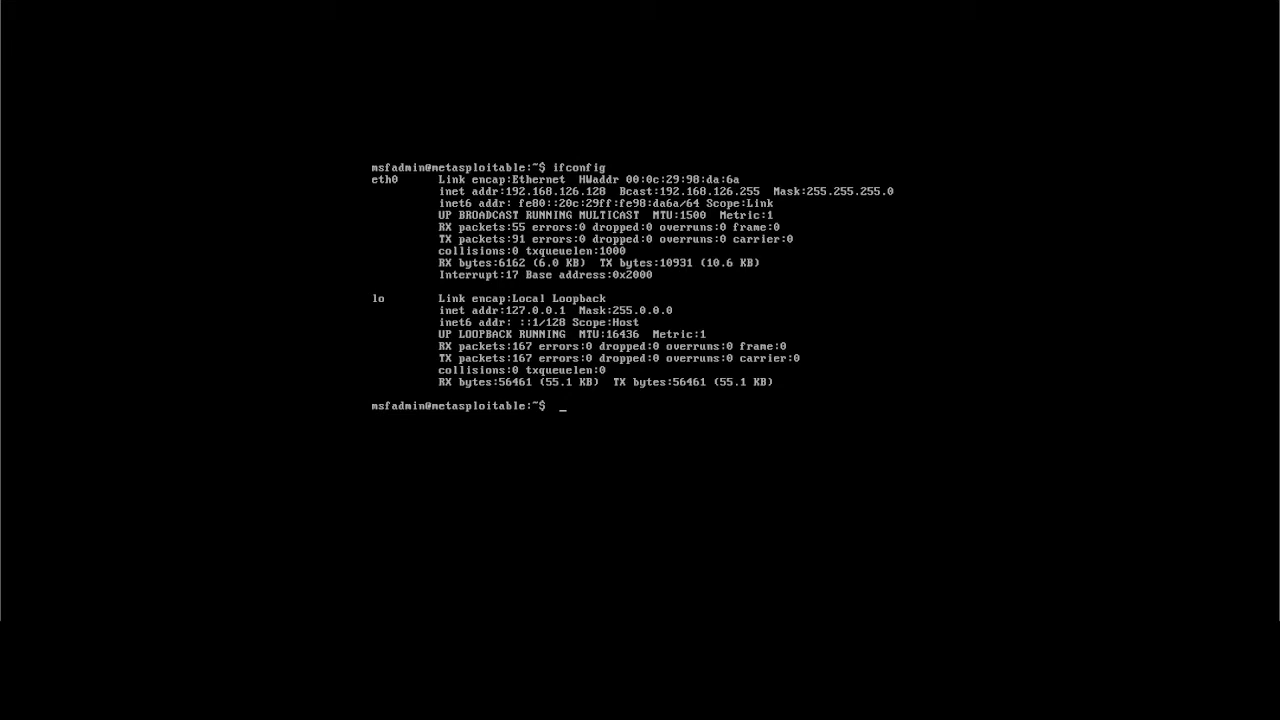 msfadmin@metasploitable:~$ ifconfig
eth0      Link encap:Ethernet  HWaddr 00:0c:29:98:da:6a
          inet addr:192.168.126.128  Bcast:192.168.126.255  Mask:255.255.255.0
          inet6 addr: fe80::20c:29ff:fe98:da6a/64 Scope:Link
          UP BROADCAST RUNNING MULTICAST  MTU:1500  Metric:1
          RX packets:55 errors:0 dropped:0 overruns:0 frame:0
          TX packets:91 errors:0 dropped:0 overruns:0 carrier:0
          collisions:0 txqueuelen:1000
          RX bytes:6162 (6.0 KB)  TX bytes:10931 (10.6 KB)
          Interrupt:17 Base address:0x2000
lo        Link encap:Local Loopback
          inet addr:127.0.0.1  Mask:255.0.0.0
          inet6 addr: ::1/128 Scope:Host
          UP LOOPBACK RUNNING  MTU:16436  Metric:1
          RX packets:167 errors:0 dropped:0 overruns:0 frame:0
          TX packets:167 errors:0 dropped:0 overruns:0 carrier:0
          collisions:0 txqueuelen:0
          RX bytes:56461 (55.1 KB)  TX bytes:56461 (55.1 KB)
msfadmin@metasploitable:~$  _